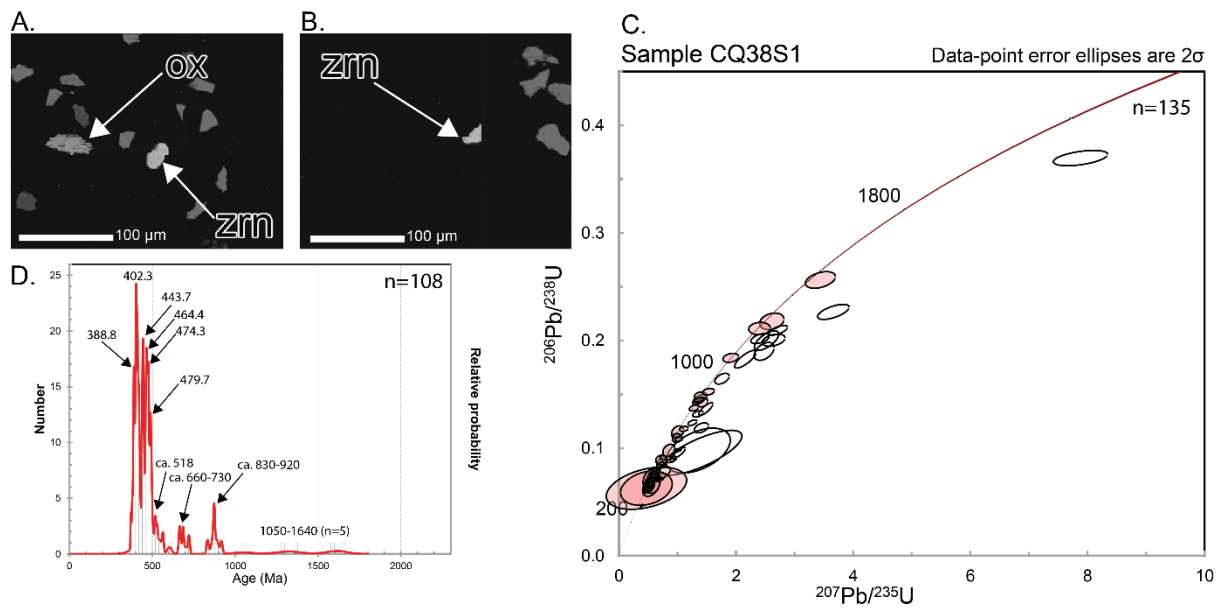 A.
ox
zrn
100 µm
B.
zrn
100 µm
C.
Sample CQ38S1
Data-point error ellipses are 2σ
n=135
0.4
0.3
0.2
0.1
0.0
1800
1000
200
206Pb/238U
0
2
4
6
8
10
207Pb/235U
D.
n=108
25
20
15
10
5
0
Number
402.3
443.7
464.4
474.3
388.8
479.7
ca. 518
ca. 660-730
ca. 830-920
1050-1640 (n=5)
0
500
1000
1500
2000
Age (Ma)
Relative probability